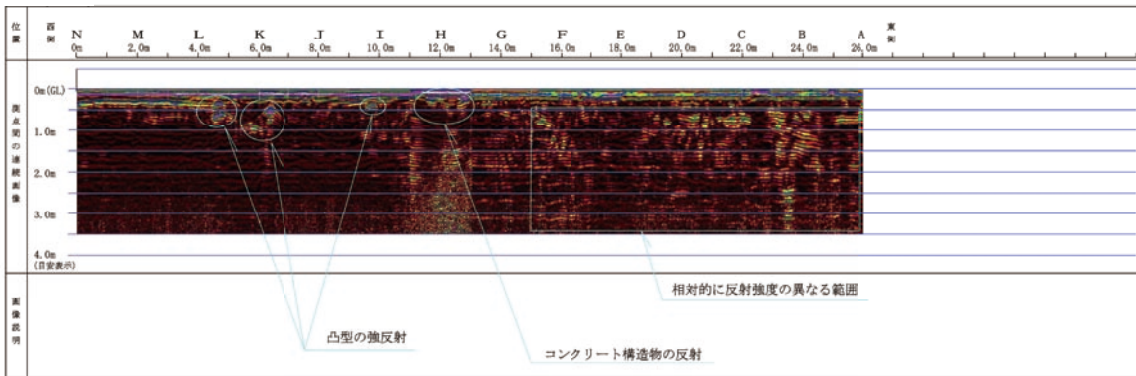 位置
西側
N M L K J I H G F E D C B A
東側
0m 2.0m 4.0m 6.0m 8.0m 10.0m 12.0m 14.0m 16.0m 18.0m 20.0m 22.0m 24.0m 26.0m
測点間の連続画像
0m(GL)
1.0m
2.0m
3.0m
4.0m
(目安表示)
画像説明
相対的に反射強度の異なる範囲
凸型の強反射
コンクリート構造物の反射